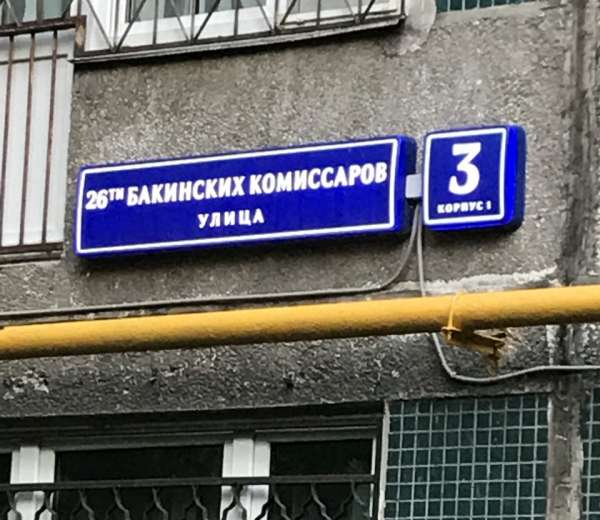 26ТИ БАКИНСКИХ КОМИССАРОВ
УЛИЦА
3
КОРПУС 1